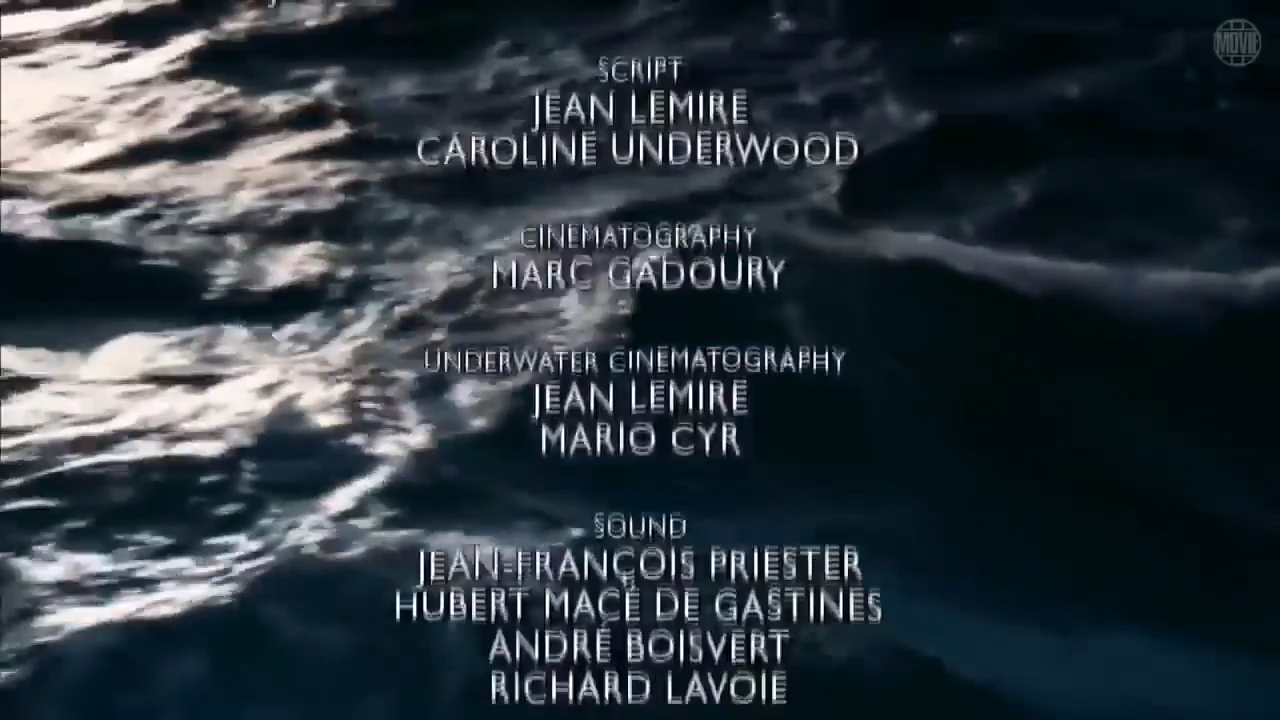 SCRIPT
JEAN LEMIRE
CAROLINE UNDERWOOD
CINEMATOGRAPHY
MARC GADOURY
UNDERWATER CINEMATOGRAPHY
JEAN LEMIRE
MARIO CYR
SOUND
JEAN-FRANÇOIS PRIESTER
HUBERT MACÉ DE GASTINES
ANDRÉ BOISVERT
RICHARD LAVOIE
MOVIE